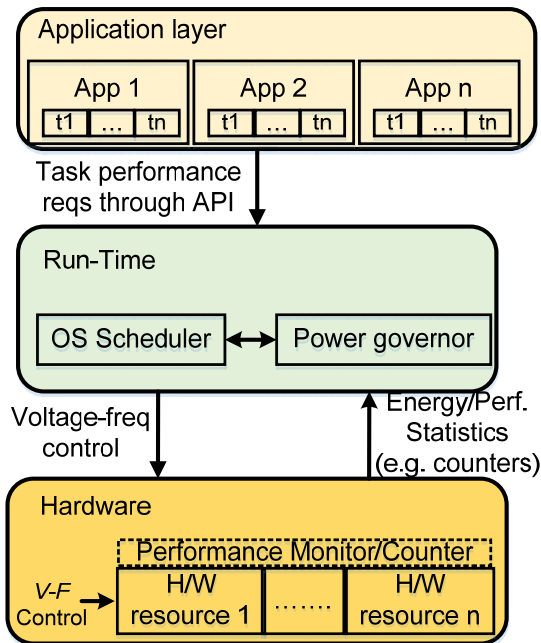 Application layer
App 1
App 2
App n
t1 ... tn
t1 ... tn
t1 ... tn
Task performance
reqs through API
Run-Time
OS Scheduler
Power governor
Voltage-freq
control
Energy/Perf.
Statistics
(e.g. counters)
Hardware
Performance Monitor/Counter
V-F
Control
H/W
resource 1
.......
H/W
resource n